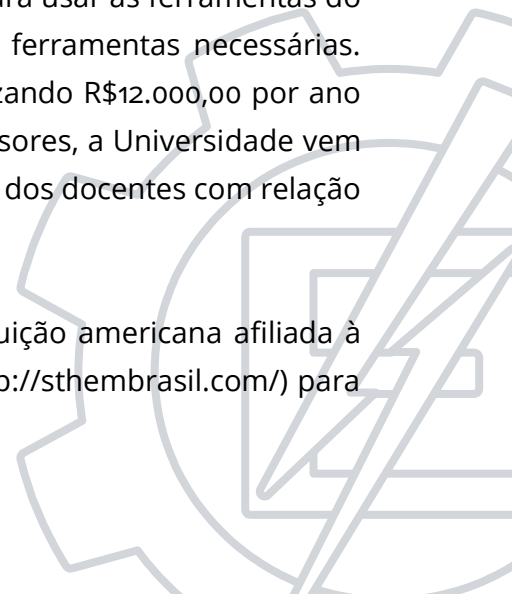 ara usar as ferramentas do
ferramentas necessárias.
zando R$12.000,00 por ano
sores, a Universidade vem
dos docentes com relação
uição americana afiliada à
p://sthembrasil.com/) para